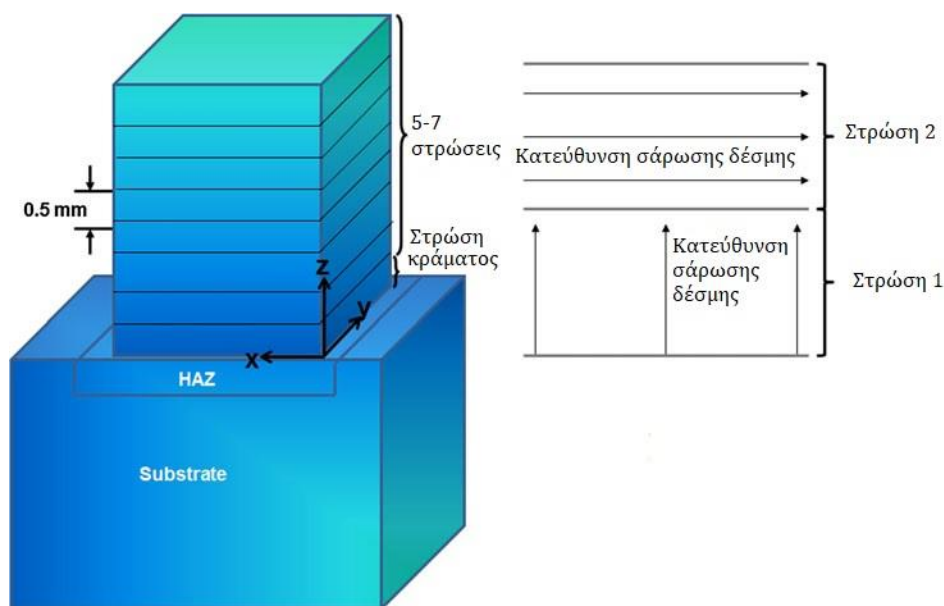 5-7
στρώσεις
0.5 mm
Στρώση
κράματος
Z
y
X
HAZ
Substrate
Κατεύθυνση σάρωσης δέσμης
Στρώση 2
Κατεύθυνση
σάρωσης
δέσμης
Στρώση 1